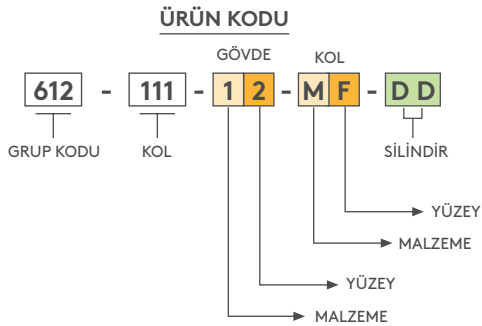 ÜRÜN KODU
GÖVDE KOL
612 - 111 - 1 2 - M F - D D
GRUP KODU KOL SİLİNDİR
YÜZEY
MALZEME
YÜZEY
MALZEME